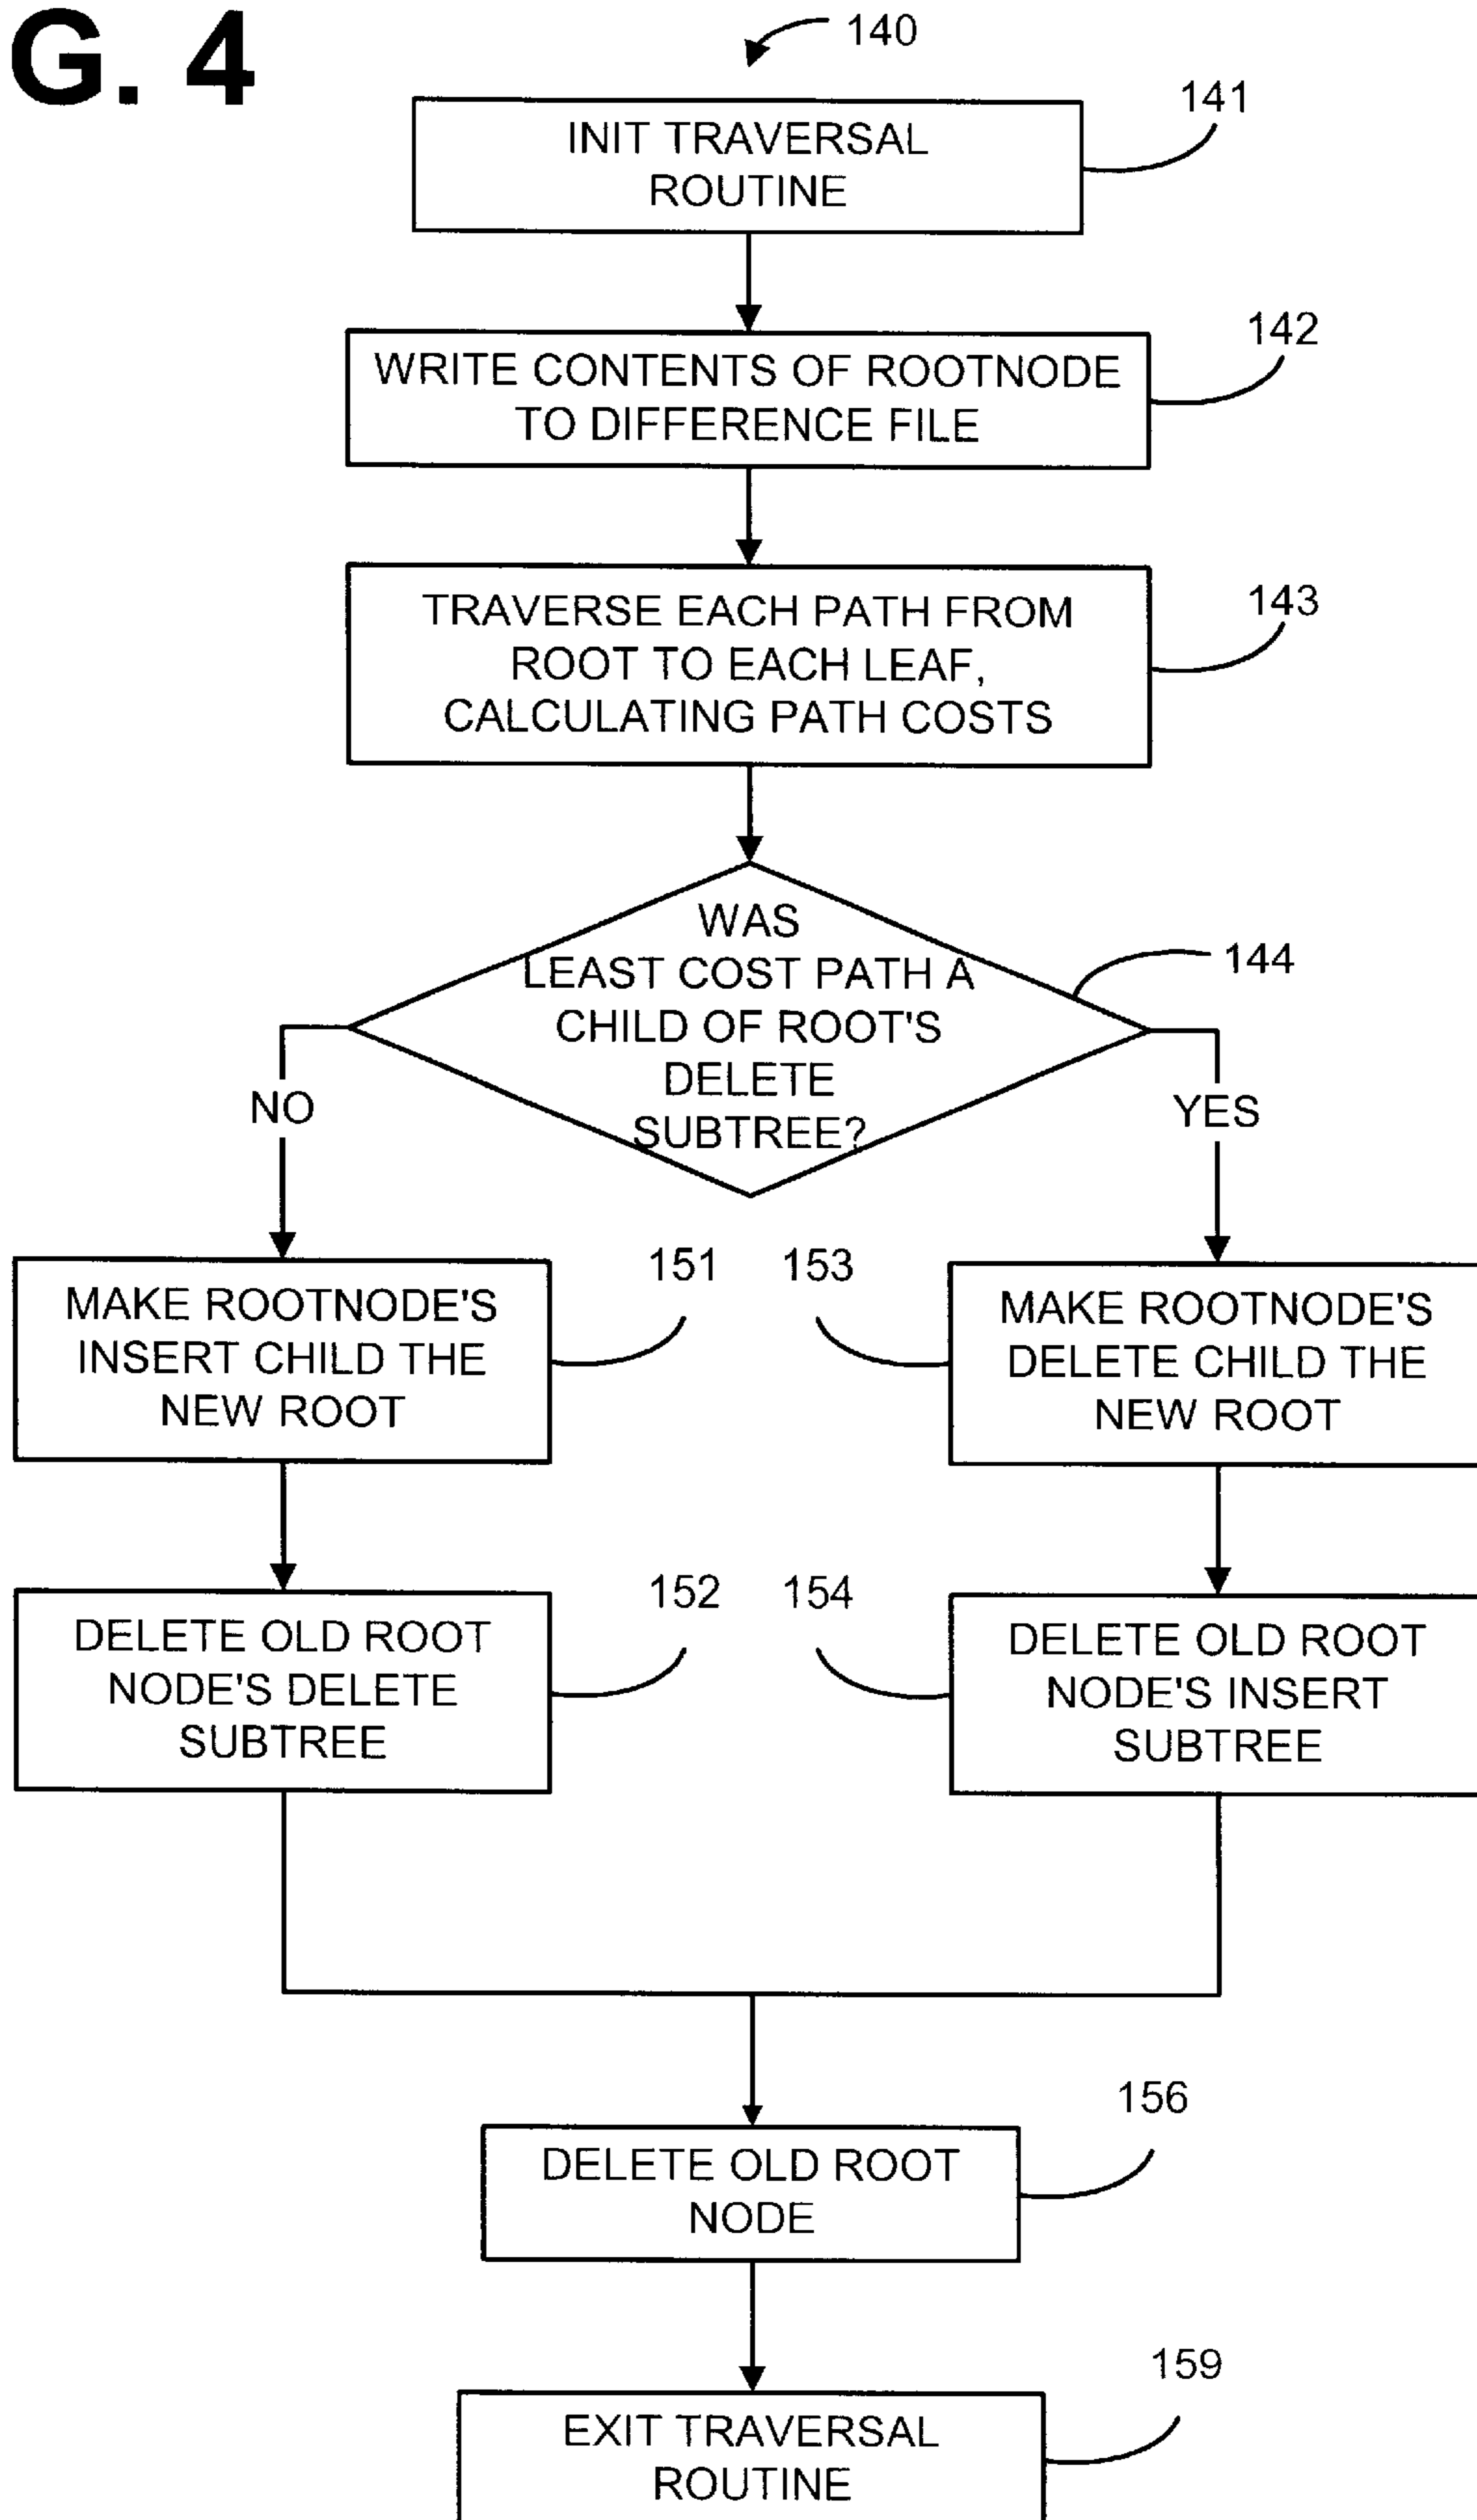 G. 4
140
INIT TRAVERSAL
ROUTINE
141
WRITE CONTENTS OF ROOTNODE
TO DIFFERENCE FILE
142
TRAVERSE EACH PATH FROM
ROOT TO EACH LEAF,
CALCULATING PATH COSTS
143
WAS
LEAST COST PATH A
CHILD OF ROOT'S
DELETE
SUBTREE?
144
NO
YES
MAKE ROOTNODE'S
INSERT CHILD THE
NEW ROOT
151
153
MAKE ROOTNODE'S
DELETE CHILD THE
NEW ROOT
DELETE OLD ROOT
NODE'S DELETE
SUBTREE
152
154
DELETE OLD ROOT
NODE'S INSERT
SUBTREE
DELETE OLD ROOT
NODE
156
EXIT TRAVERSAL
ROUTINE
159